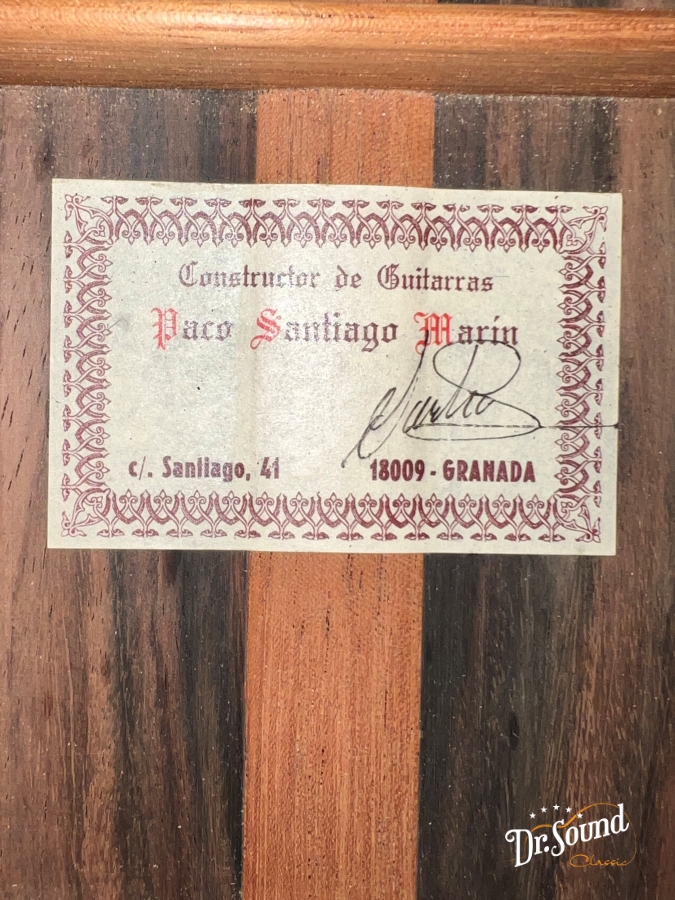 Constructor de Guitarras
Paco Santiago Marín
c/. Santiago, 41 18009 - GRANADA
Dr. Sound
Classic